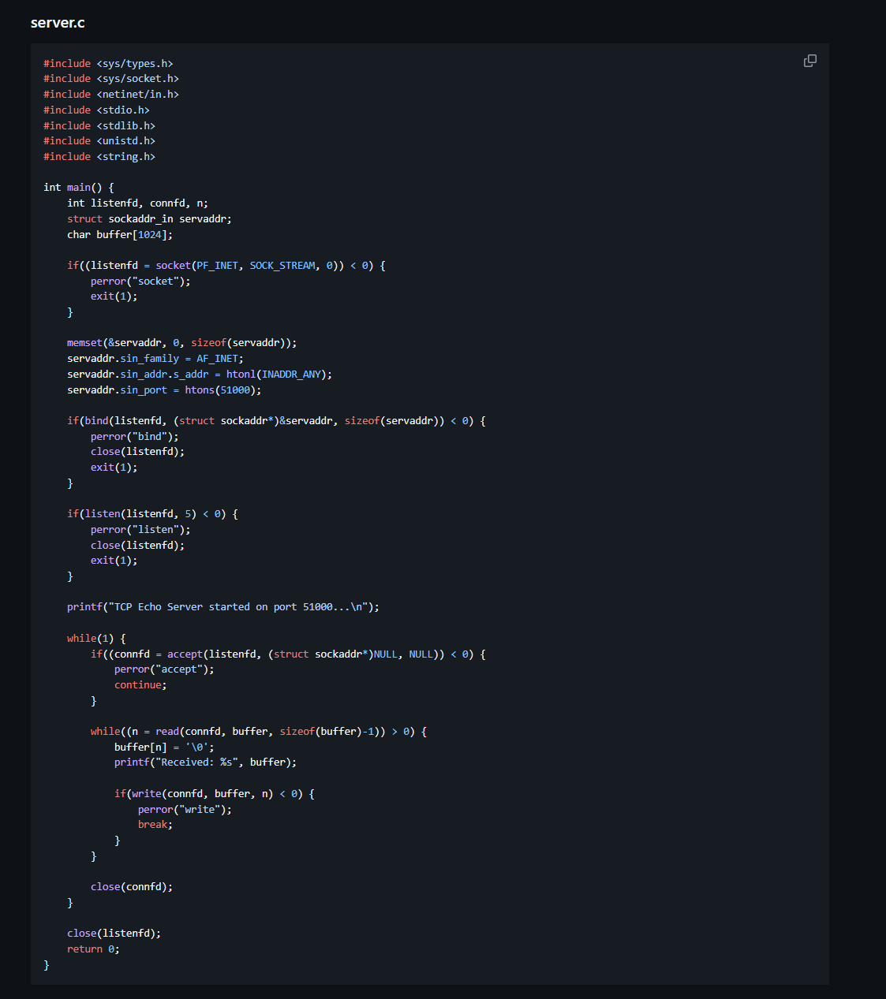 server.c
#include <sys/types.h>
#include <sys/socket.h>
#include <netinet/in.h>
#include <stdio.h>
#include <stdlib.h>
#include <unistd.h>
#include <string.h>

int main() {
    int listenfd, connfd, n;
    struct sockaddr_in servaddr;
    char buffer[1024];

    if((listenfd = socket(PF_INET, SOCK_STREAM, 0)) < 0) {
        perror("socket");
        exit(1);
    }

    memset(&servaddr, 0, sizeof(servaddr));
    servaddr.sin_family = AF_INET;
    servaddr.sin_addr.s_addr = htonl(INADDR_ANY);
    servaddr.sin_port = htons(51000);

    if(bind(listenfd, (struct sockaddr*)&servaddr, sizeof(servaddr)) < 0) {
        perror("bind");
        close(listenfd);
        exit(1);
    }

    if(listen(listenfd, 5) < 0) {
        perror("listen");
        close(listenfd);
        exit(1);
    }

    printf("TCP Echo Server started on port 51000...\n");

    while(1) {
        if((connfd = accept(listenfd, (struct sockaddr*)NULL, NULL)) < 0) {
            perror("accept");
            continue;
        }

        while((n = read(connfd, buffer, sizeof(buffer)-1)) > 0) {
            buffer[n] = '\0';
            printf("Received: %s", buffer);

            if(write(connfd, buffer, n) < 0) {
                perror("write");
                break;
            }
        }

        close(connfd);
    }

    close(listenfd);
    return 0;
}